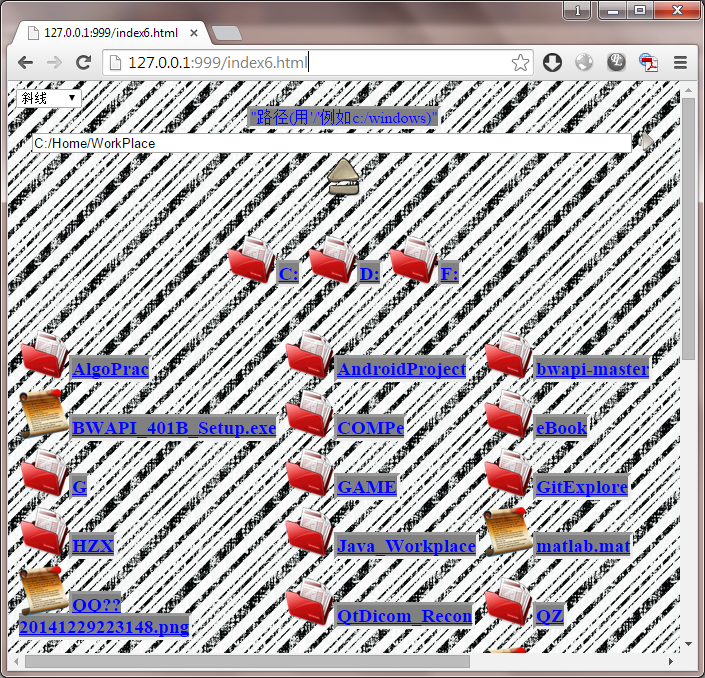 127.0.0.1:999/index6.html
127.0.0.1:999/index6.html
斜线
"路径(用'/'例如c:/windows)"
C:/Home/WorkPlace
C: D: F:
AlgoPrac AndroidProject bwapi-master
BWAPI_401B_Setup.exe COMPe eBook
G GAME GitExplore
HZX Java_Workplace matlab.mat
QQ??
20141229223148.png QtDicom_Recon QZ